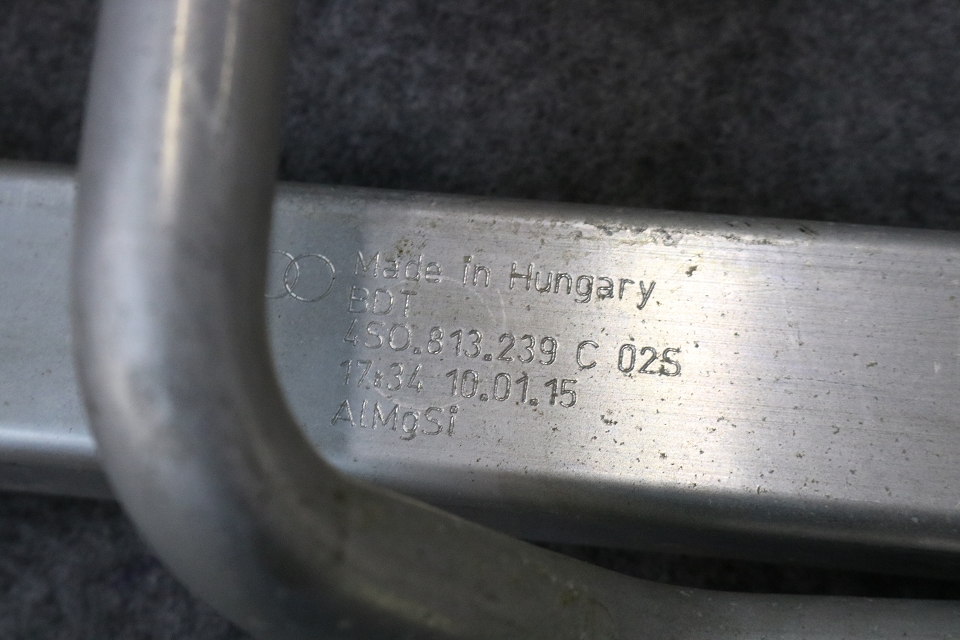 Made in Hungary
BDT
4S0.813.239 C 02S
17:34 10.01.15
AlMgSi